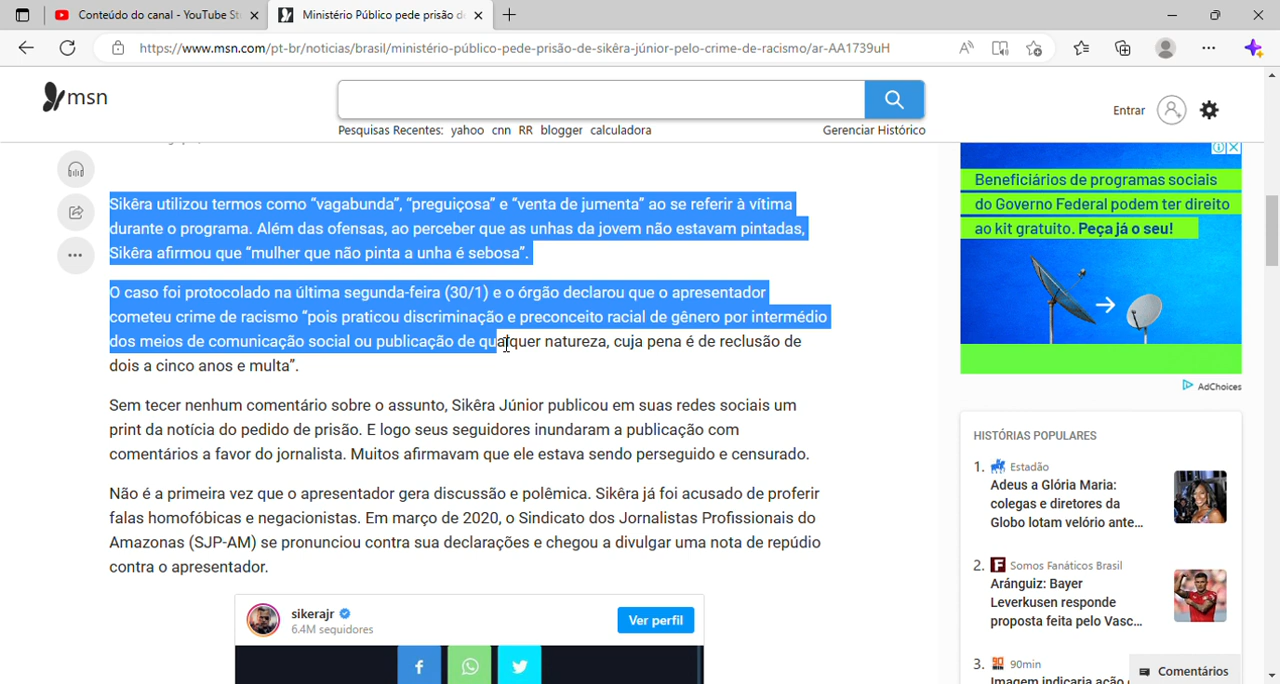 Conteúdo do canal - YouTube St
Ministério Público pede prisão de
https://www.msn.com/pt-br/noticias/brasil/ministério-público-pede-prisão-de-sikêra-júnior-pelo-crime-de-racismo/ar-AA1739uH
msn
Pesquisas Recentes: yahoo cnn RR blogger calculadora
Gerenciar Histórico
Entrar
Sikêra utilizou termos como “vagabunda”, “preguiçosa” e “venta de jumenta” ao se referir à vítima
durante o programa. Além das ofensas, ao perceber que as unhas da jovem não estavam pintadas,
Sikêra afirmou que “mulher que não pinta a unha é sebosa”.
O caso foi protocolado na última segunda-feira (30/1) e o órgão declarou que o apresentador
cometeu crime de racismo “pois praticou discriminação e preconceito racial de gênero por intermédio
dos meios de comunicação social ou publicação de qualquer natureza, cuja pena é de reclusão de
dois a cinco anos e multa”.
Sem tecer nenhum comentário sobre o assunto, Sikêra Júnior publicou em suas redes sociais um
print da notícia do pedido de prisão. E logo seus seguidores inundaram a publicação com
comentários a favor do jornalista. Muitos afirmavam que ele estava sendo perseguido e censurado.
Não é a primeira vez que o apresentador gera discussão e polêmica. Sikêra já foi acusado de proferir
falas homofóbicas e negacionistas. Em março de 2020, o Sindicato dos Jornalistas Profissionais do
Amazonas (SJP-AM) se pronunciou contra sua declarações e chegou a divulgar uma nota de repúdio
contra o apresentador.
sikerajr
6.4M seguidores
Ver perfil
Beneficiários de programas sociais
do Governo Federal podem ter direito
ao kit gratuito. Peça já o seu!
AdChoices
HISTÓRIAS POPULARES
1. Estadão
Adeus a Glória Maria:
colegas e diretores da
Globo lotam velório ante...
2. F Somos Fanáticos Brasil
Aránguiz: Bayer
Leverkusen responde
proposta feita pelo Vasc...
3. 90 90min
Imagem indicaria ação
Comentários